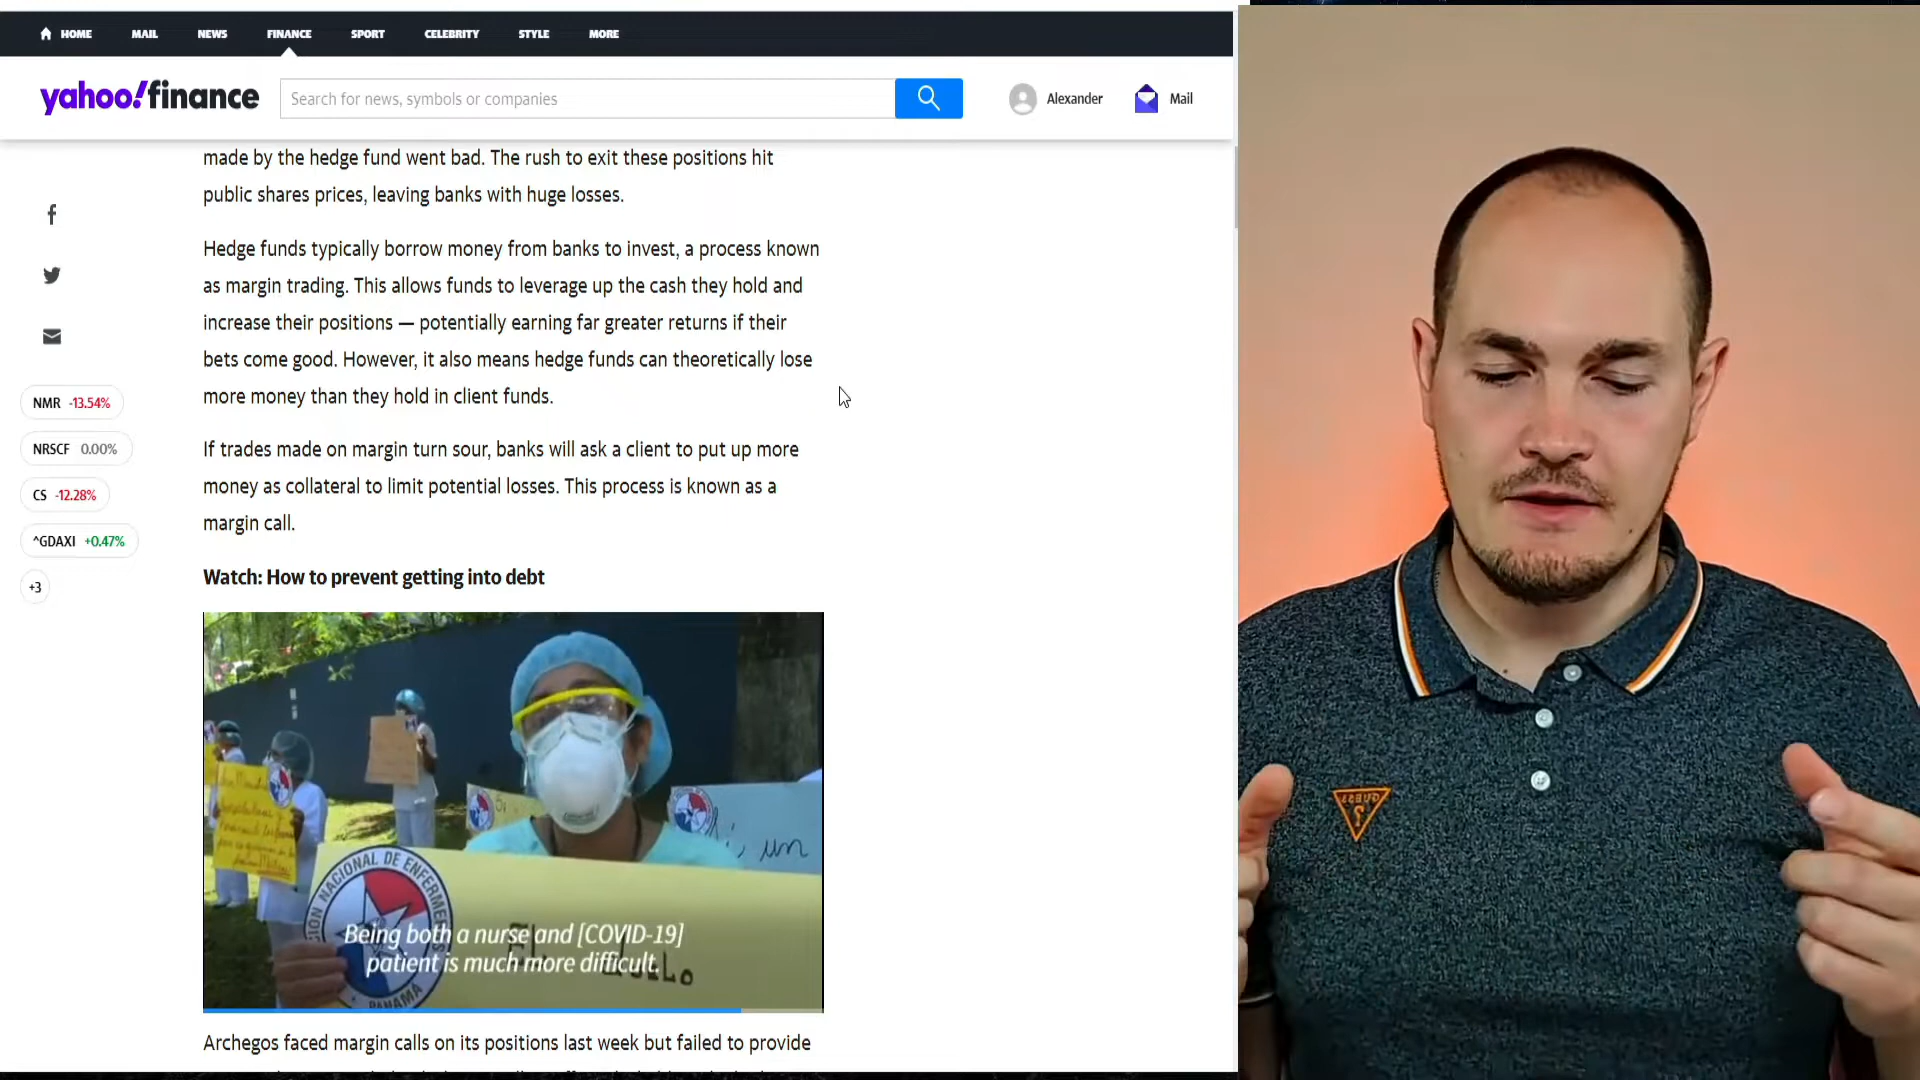 HOME MAIL NEWS FINANCE SPORT CELEBRITY STYLE MORE
yahoo!finance
Search for news, symbols or companies
Alexander
Mail
made by the hedge fund went bad. The rush to exit these positions hit
public shares prices, leaving banks with huge losses.
Hedge funds typically borrow money from banks to invest, a process known
as margin trading. This allows funds to leverage up the cash they hold and
increase their positions — potentially earning far greater returns if their
bets come good. However, it also means hedge funds can theoretically lose
more money than they hold in client funds.
If trades made on margin turn sour, banks will ask a client to put up more
money as collateral to limit potential losses. This process is known as a
margin call.
NMR -13.54%
NRSCF 0.00%
CS -12.28%
^GDAXI +0.47%
+3
Watch: How to prevent getting into debt
NACIONAL DE ENFERME
PANAMÁ
un
Being both a nurse and [COVID-19]
patient is much more difficult.
Archegos faced margin calls on its positions last week but failed to provide
GUESS
?